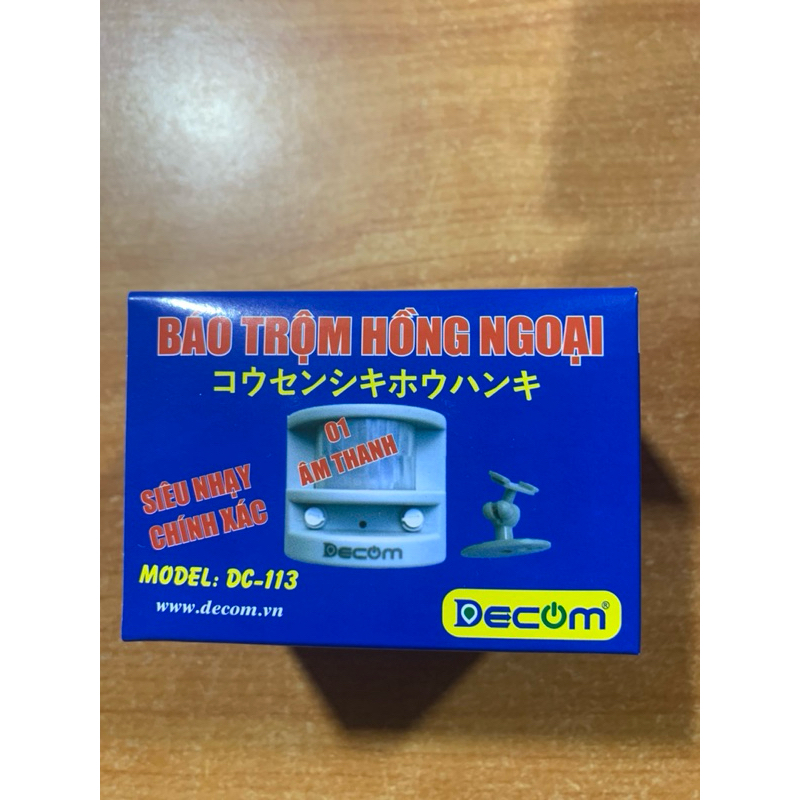 BÁO TRỘM HỒNG NGOẠI
コウセンシキホウハンキ
01
ÂM THANH
SIÊU NHẠY
CHÍNH XÁC
DECOM
MODEL: DC-113
www.decom.vn
DECOM®